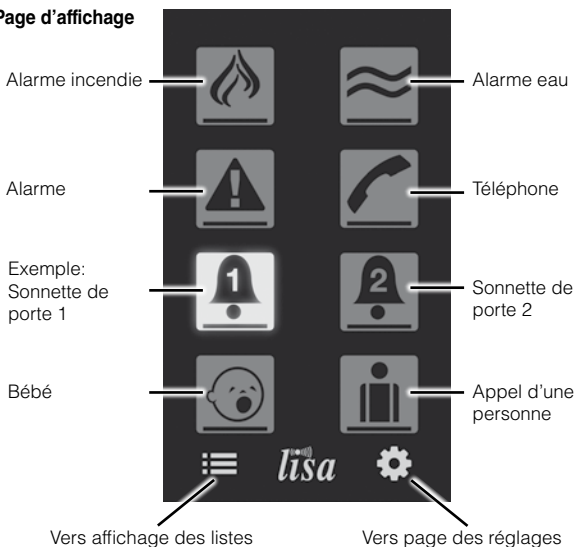 Page d’affichage
Alarme incendie
Alarme eau
Alarme
Téléphone
Exemple:
Sonnette de
porte 1
1
2
Sonnette de
porte 2
Bébé
Appel d’une
personne
lisa
Vers affichage des listes
Vers page des réglages